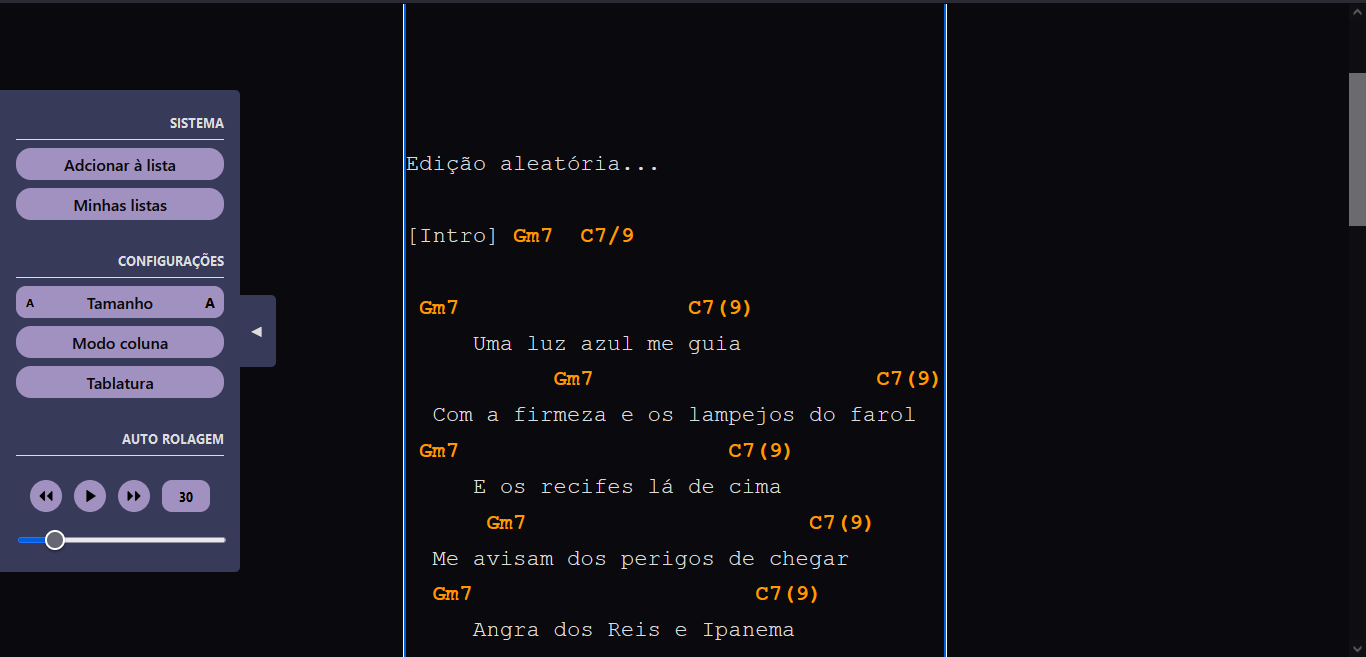 SISTEMA
Adcionar à lista
Minhas listas
CONFIGURAÇÕES
A Tamanho A
Modo coluna
Tablatura
AUTO ROLAGEM
30
Edição aleatória...
[Intro] Gm7 C7/9
Gm7 C7(9)
Uma luz azul me guia
Gm7 C7(9)
Com a firmeza e os lampejos do farol
Gm7 C7(9)
E os recifes lá de cima
Gm7 C7(9)
Me avisam dos perigos de chegar
Gm7 C7(9)
Angra dos Reis e Ipanema